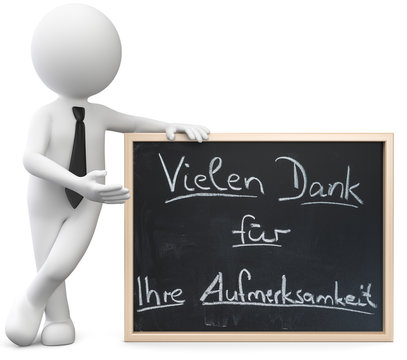 Vielen Dank
für
Ihre Aufmerksamkeit